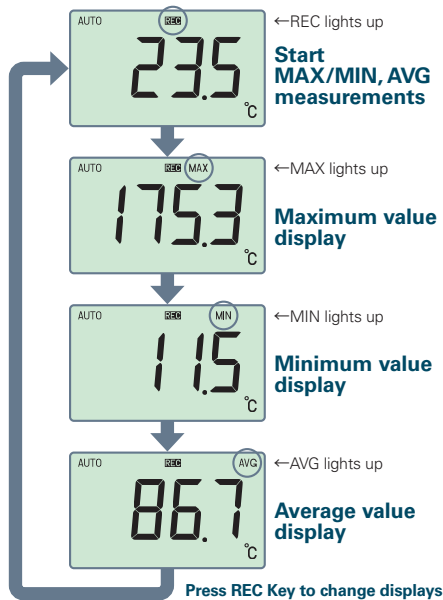 AUTO REC ←REC lights up
23.5
°C
Start
MAX/MIN, AVG
measurements
AUTO REC MAX ←MAX lights up
175.3
°C
Maximum value
display
AUTO REC MIN ←MIN lights up
11.5
°C
Minimum value
display
AUTO REC AVG ←AVG lights up
86.7
°C
Average value
display
Press REC Key to change displays